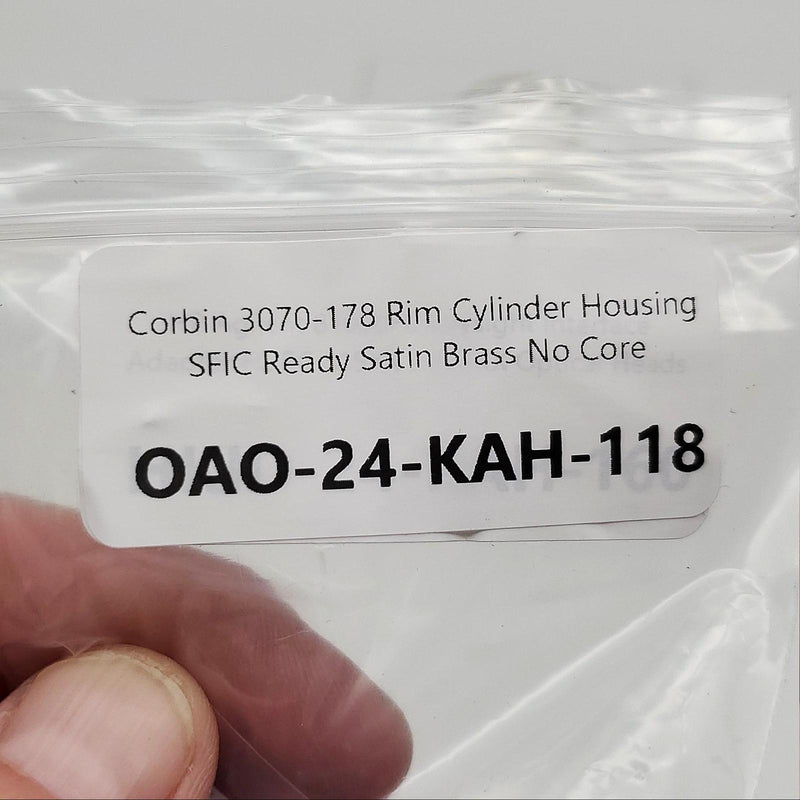 Corbin 3070-178 Rim Cylinder Housing
SFIC Ready Satin Brass No Core
OAO-24-KAH-118